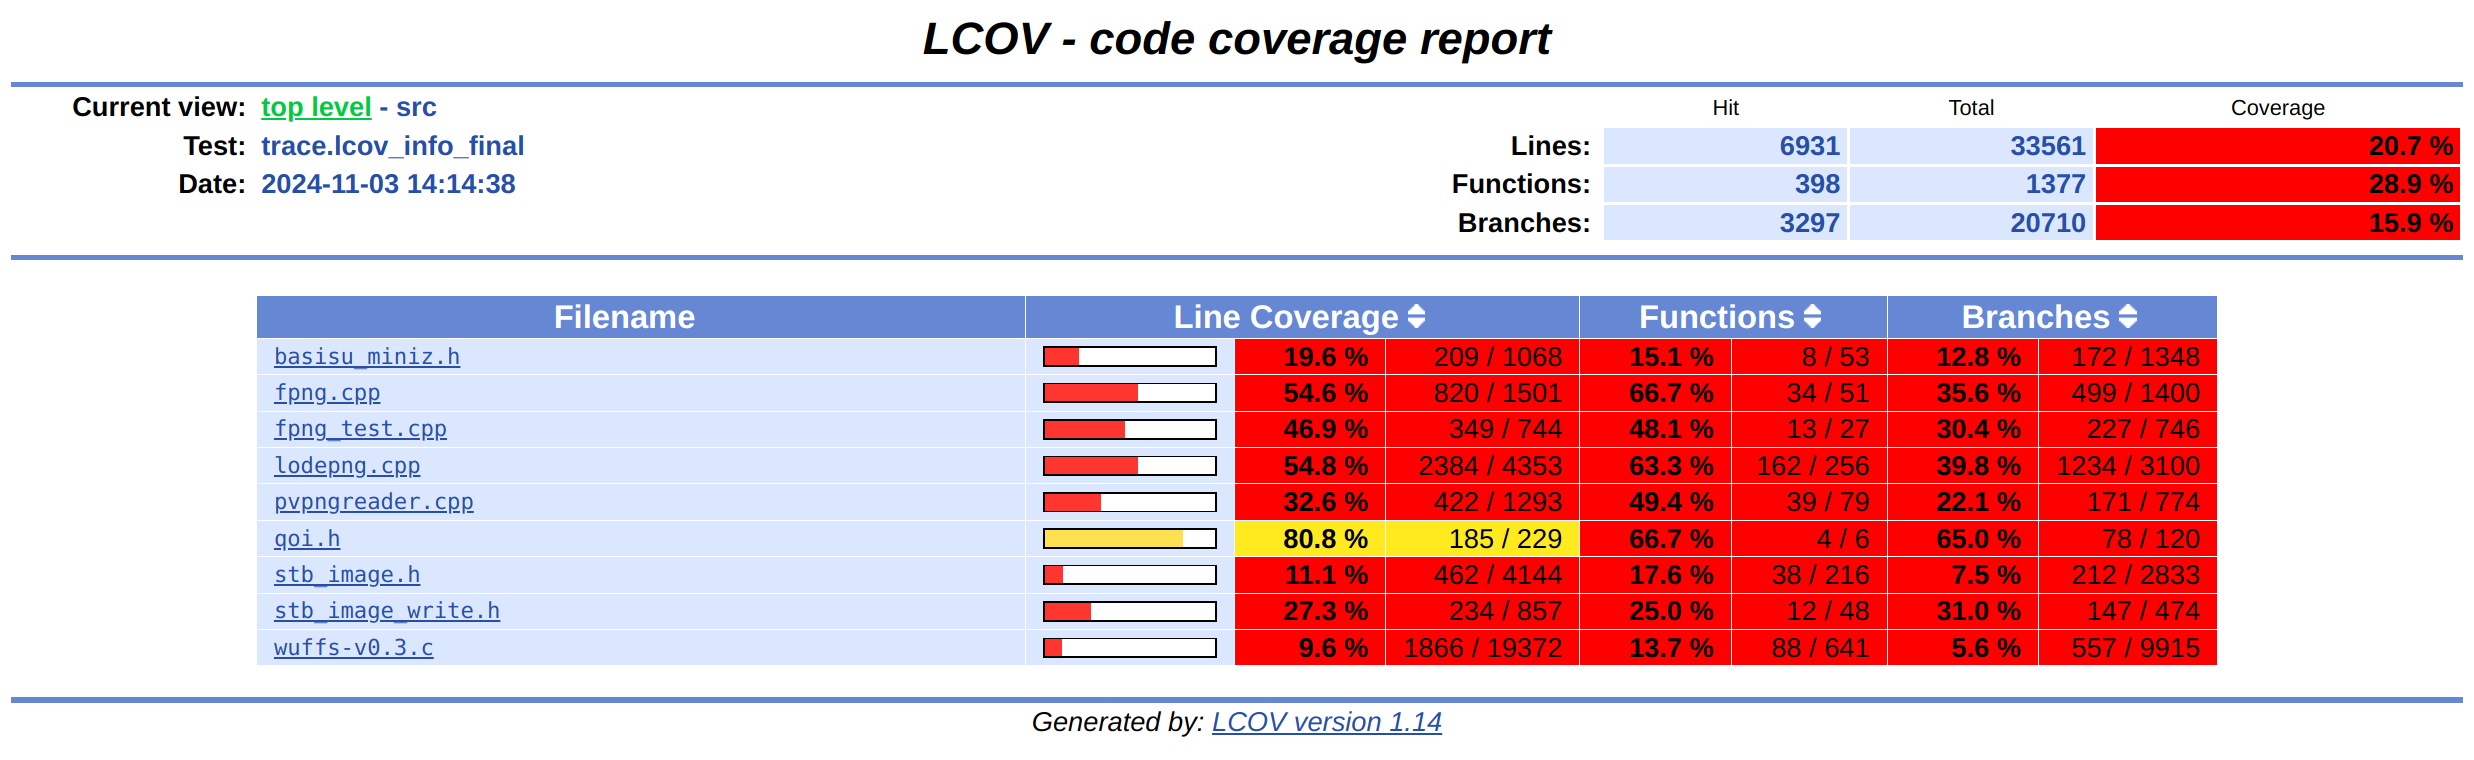 LCOV - code coverage report
Current view: top level - src Hit Total Coverage
Test: trace.lcov_info_final Lines: 6931 33561 20.7 %
Date: 2024-11-03 14:14:38 Functions: 398 1377 28.9 %
Branches: 3297 20710 15.9 %
Filename Line Coverage Functions Branches
basisu_miniz.h 19.6 % 209 / 1068 15.1 % 8 / 53 12.8 % 172 / 1348
fpng.cpp 54.6 % 820 / 1501 66.7 % 34 / 51 35.6 % 499 / 1400
fpng_test.cpp 46.9 % 349 / 744 48.1 % 13 / 27 30.4 % 227 / 746
lodepng.cpp 54.8 % 2384 / 4353 63.3 % 162 / 256 39.8 % 1234 / 3100
pvpngreader.cpp 32.6 % 422 / 1293 49.4 % 39 / 79 22.1 % 171 / 774
qoi.h 80.8 % 185 / 229 66.7 % 4 / 6 65.0 % 78 / 120
stb_image.h 11.1 % 462 / 4144 17.6 % 38 / 216 7.5 % 212 / 2833
stb_image_write.h 27.3 % 234 / 857 25.0 % 12 / 48 31.0 % 147 / 474
wuffs-v0.3.c 9.6 % 1866 / 19372 13.7 % 88 / 641 5.6 % 557 / 9915
Generated by: LCOV version 1.14